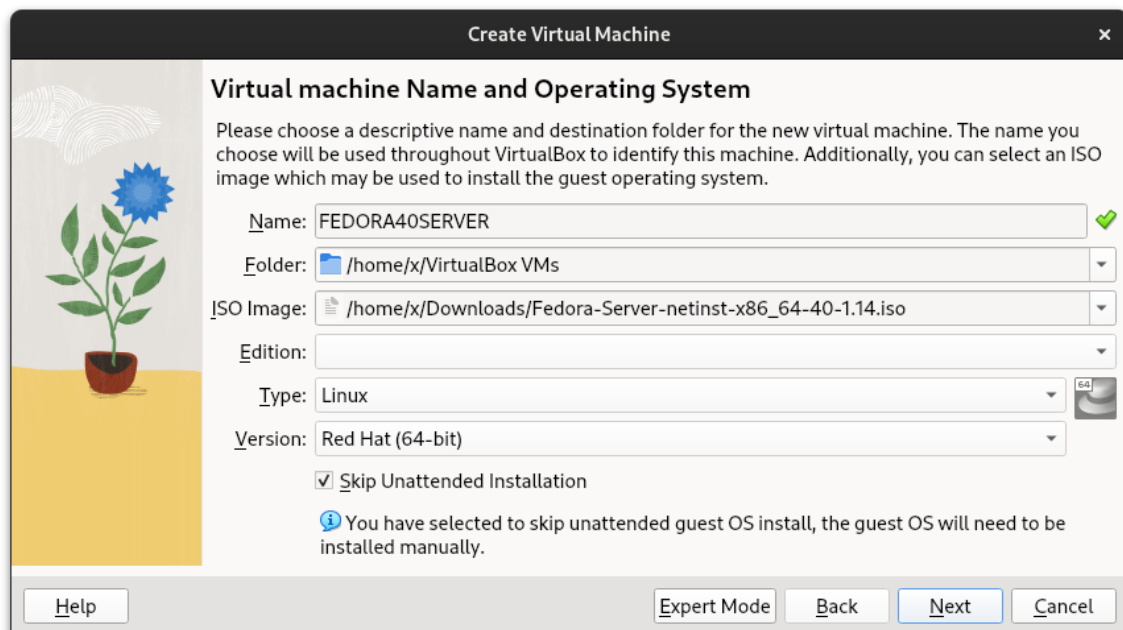 Create Virtual Machine
Virtual machine Name and Operating System
Please choose a descriptive name and destination folder for the new virtual machine. The name you
choose will be used throughout VirtualBox to identify this machine. Additionally, you can select an ISO
image which may be used to install the guest operating system.
Name: FEDORA40SERVER
Folder: /home/x/VirtualBox VMs
ISO Image: /home/x/Downloads/Fedora-Server-netinst-x86_64-40-1.14.iso
Edition:
Type: Linux
64
Version: Red Hat (64-bit)
Skip Unattended Installation
You have selected to skip unattended guest OS install, the guest OS will need to be
installed manually.
Help Expert Mode Back Next Cancel